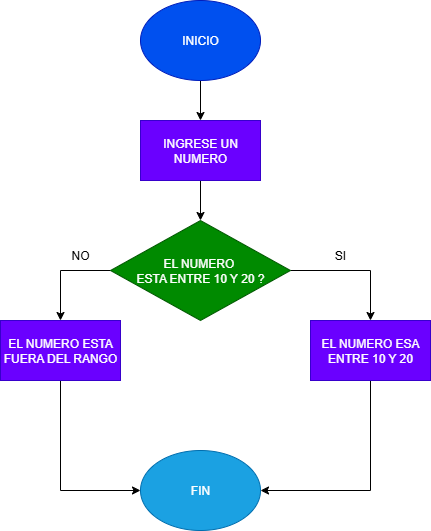 INICIO
INGRESE UN
NUMERO
EL NUMERO
ESTA ENTRE 10 Y 20 ?
NO
SI
EL NUMERO ESTA
FUERA DEL RANGO
EL NUMERO ESA
ENTRE 10 Y 20
FIN